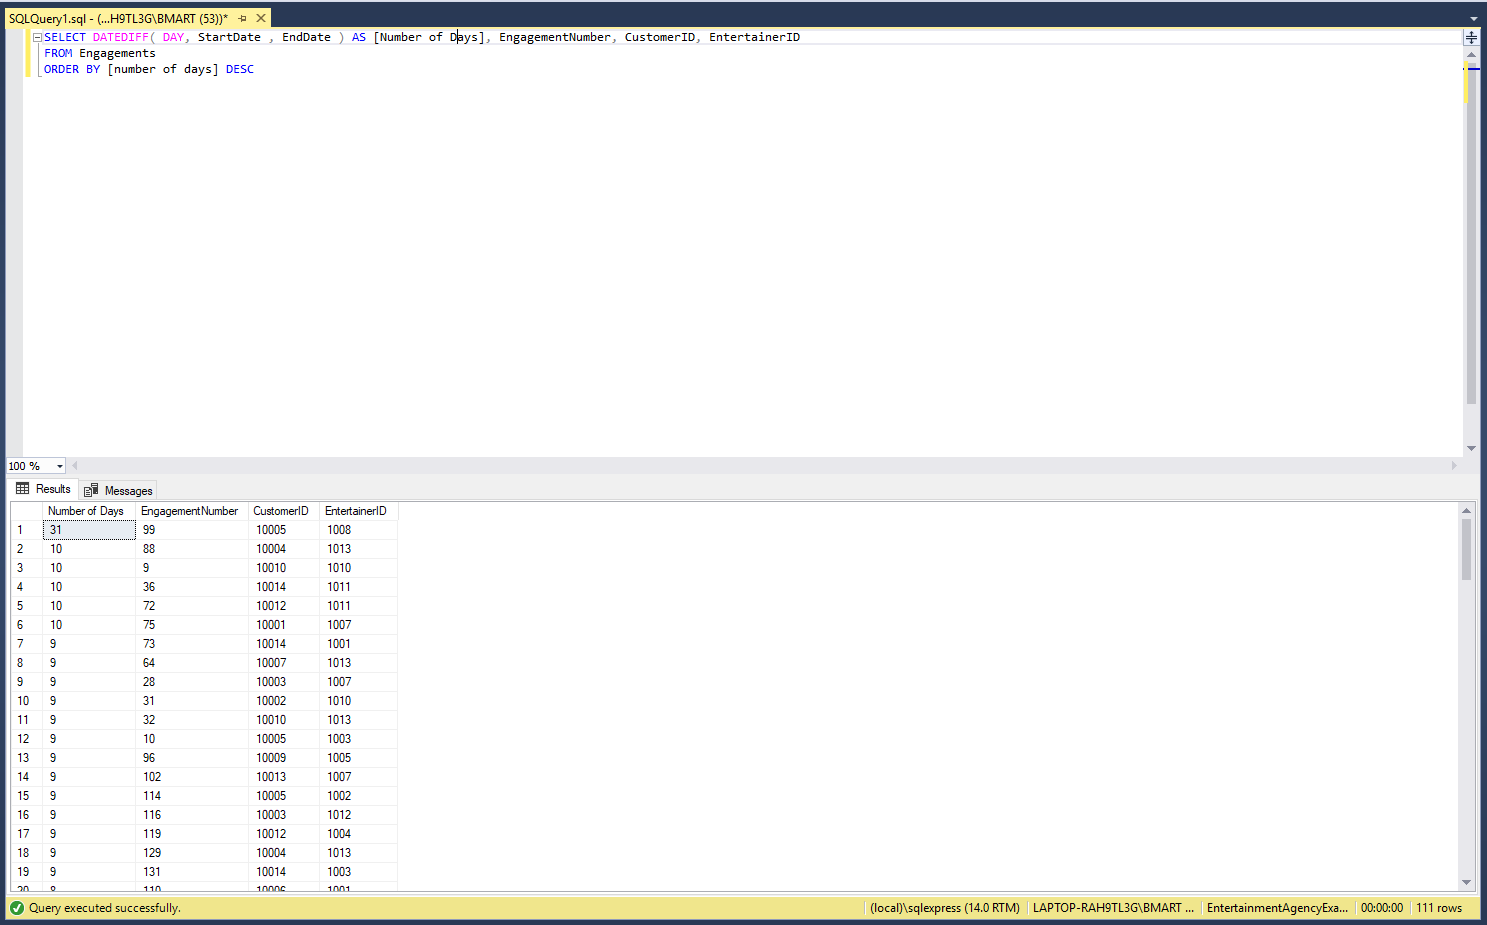 SQLQuery1.sql - (...H9TL3G\BMART (53))*
SELECT DATEDIFF( DAY, StartDate , EndDate ) AS [Number of Days], EngagementNumber, CustomerID, EntertainerID
FROM Engagements
ORDER BY [number of days] DESC
100 %
Results Messages
Number of Days EngagementNumber CustomerID EntertainerID
1 31 99 10005 1008
2 10 88 10004 1013
3 10 9 10010 1010
4 10 36 10014 1011
5 10 72 10012 1011
6 10 75 10001 1007
7 9 73 10014 1001
8 9 64 10007 1013
9 9 28 10003 1007
10 9 31 10002 1010
11 9 32 10010 1013
12 9 10 10005 1003
13 9 96 10009 1005
14 9 102 10013 1007
15 9 114 10005 1002
16 9 116 10003 1012
17 9 119 10012 1004
18 9 129 10004 1013
19 9 131 10014 1003
20 8 110 10006 1001
Query executed successfully. (local)\sqlexpress (14.0 RTM) LAPTOP-RAH9TL3G\BMART ... EntertainmentAgencyExa... 00:00:00 111 rows